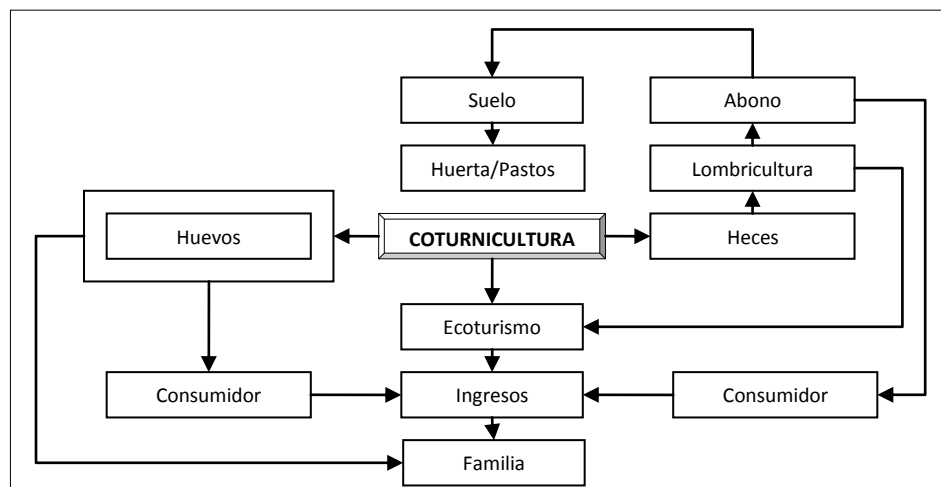 Suelo
Abono
Huerta/Pastos
Lombricultura
Huevos
COTURNICULTURA
Heces
Ecoturismo
Consumidor
Ingresos
Consumidor
Familia